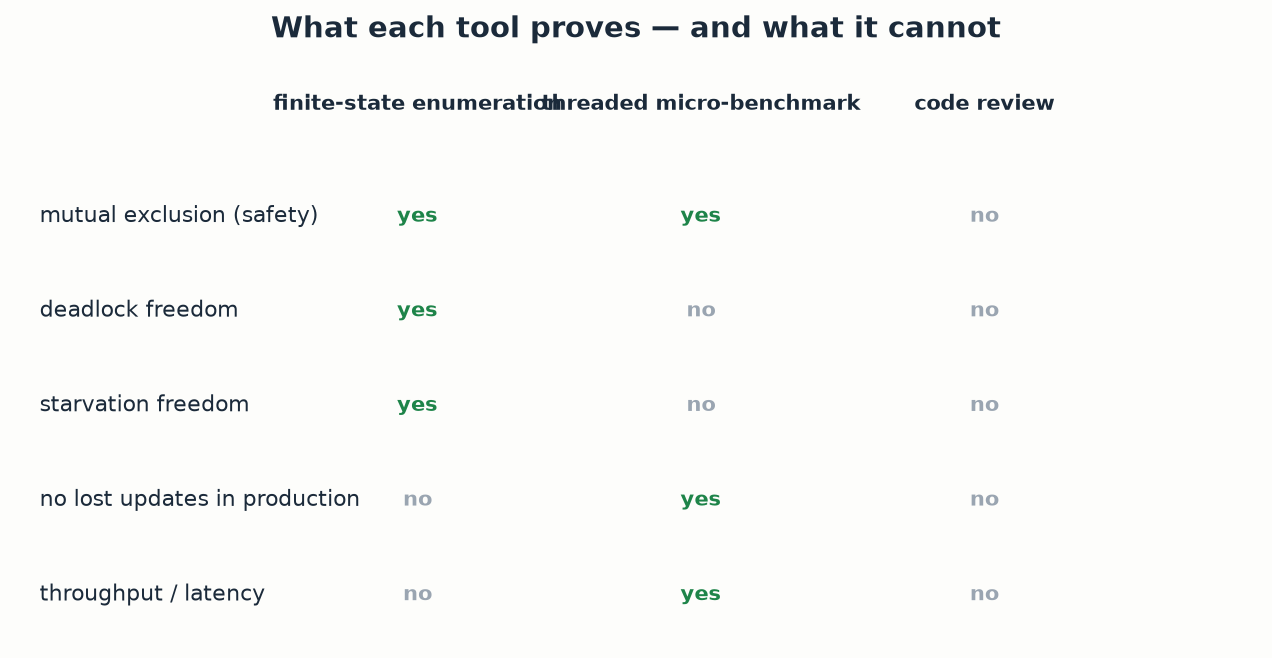 What each tool proves — and what it cannot
finite-state enumeration threaded micro-benchmark code review
mutual exclusion (safety) yes yes no
deadlock freedom yes no no
starvation freedom yes no no
no lost updates in production no yes no
throughput / latency no yes no